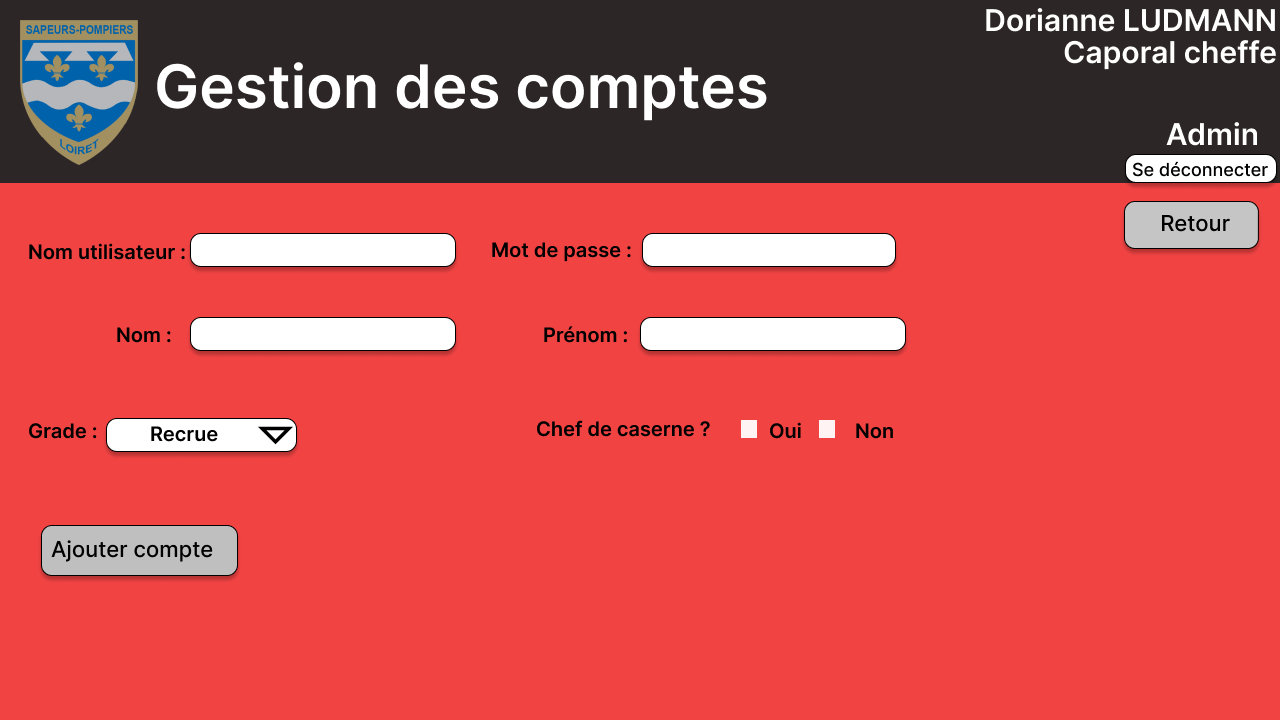 SAPEURS-POMPIERS
LOIRET
Gestion des comptes
Dorianne LUDMANN
Caporal cheffe
Admin
Se déconnecter
Retour
Nom utilisateur :
Mot de passe :
Nom :
Prénom :
Grade :
Recrue
Chef de caserne ?
Oui
Non
Ajouter compte